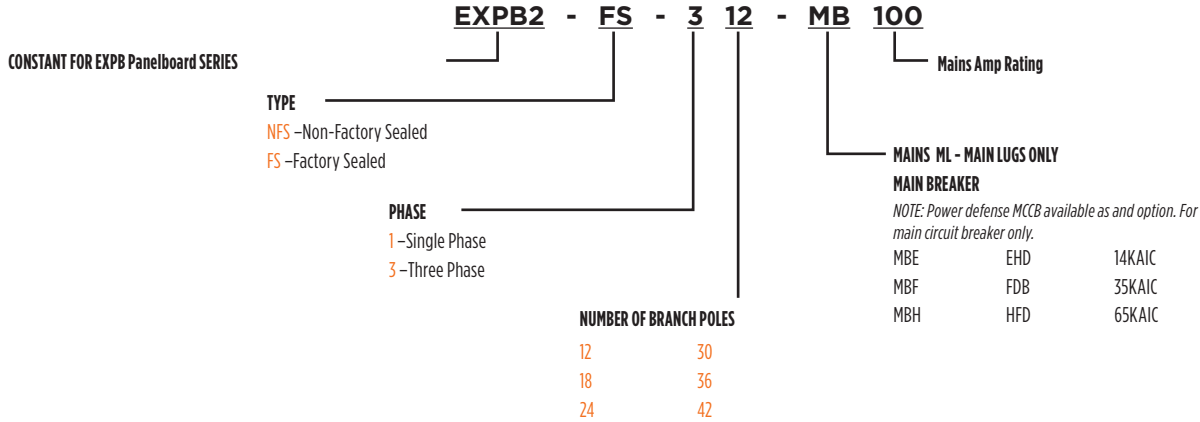 EXPB2 - FS - 3 12 - MB 100
CONSTANT FOR EXPB Panelboard SERIES
Mains Amp Rating
TYPE
NFS –Non-Factory Sealed
FS –Factory Sealed
MAINS ML - MAIN LUGS ONLY
MAIN BREAKER
NOTE: Power defense MCCB available as and option. For
main circuit breaker only.
MBE EHD 14KAIC
MBF FDB 35KAIC
MBH HFD 65KAIC
PHASE
1 –Single Phase
3 –Three Phase
NUMBER OF BRANCH POLES
12 30
18 36
24 42